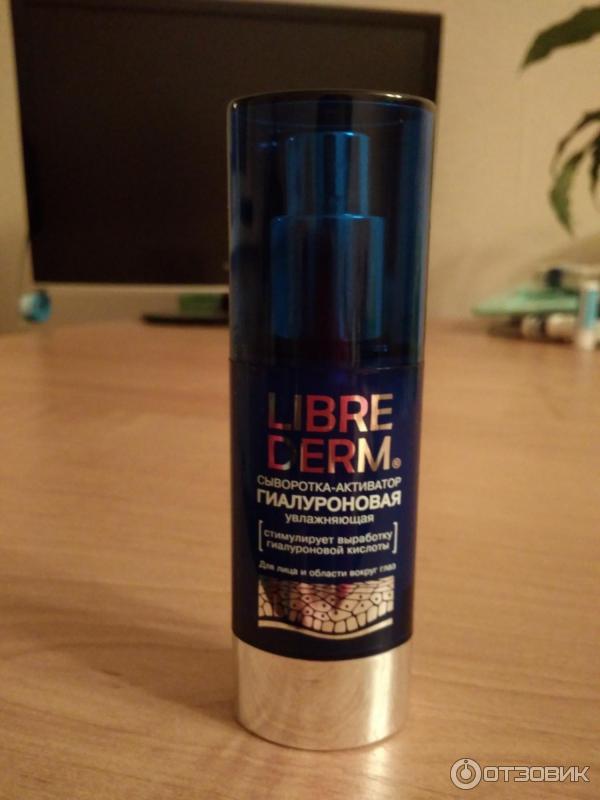 LIBRE
DERM®
СЫВОРОТКА-АКТИВАТОР
ГИАЛУРОНОВАЯ
увлажняющая
[стимулирует выработку
гиалуроновой кислоты]
Для лица и области вокруг глаз
ОТЗОВИК